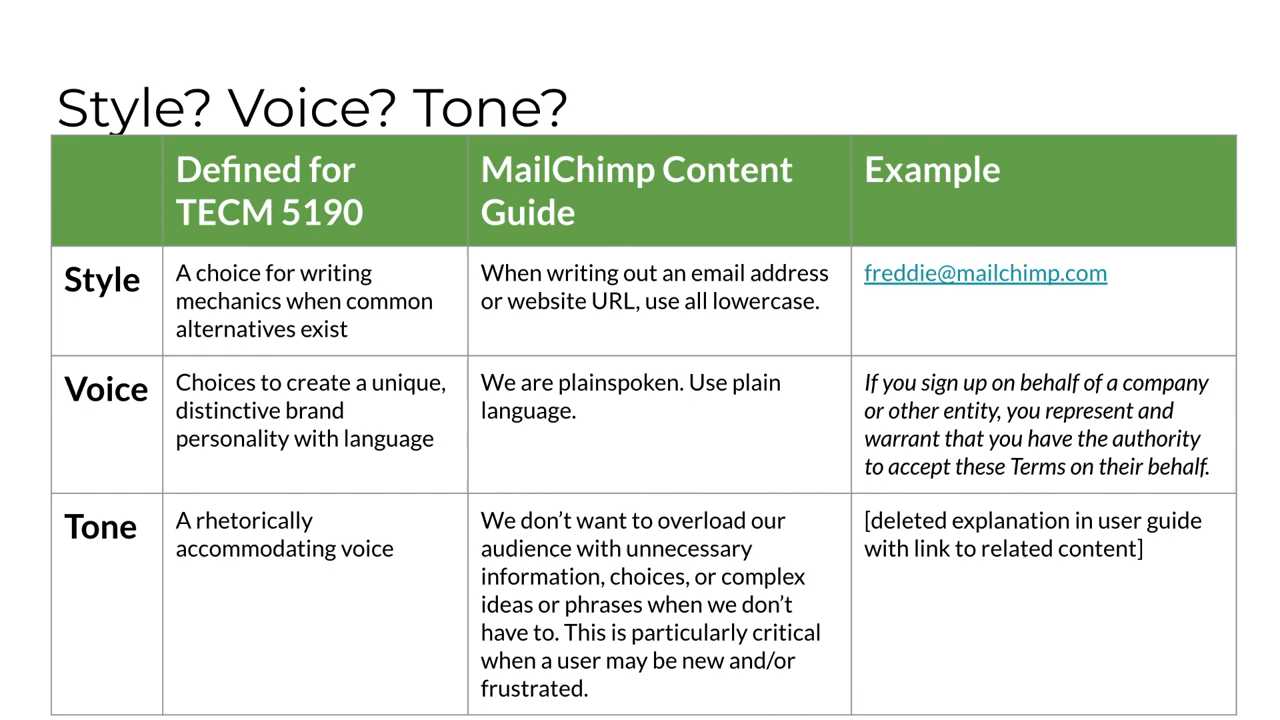 Style? Voice? Tone?
Defined for
TECM 5190
MailChimp Content
Guide
Example
Style
A choice for writing
mechanics when common
alternatives exist
When writing out an email address
or website URL, use all lowercase.
freddie@mailchimp.com
Voice
Choices to create a unique,
distinctive brand
personality with language
We are plainspoken. Use plain
language.
If you sign up on behalf of a company
or other entity, you represent and
warrant that you have the authority
to accept these Terms on their behalf.
Tone
A rhetorically
accommodating voice
We don’t want to overload our
audience with unnecessary
information, choices, or complex
ideas or phrases when we don’t
have to. This is particularly critical
when a user may be new and/or
frustrated.
[deleted explanation in user guide
with link to related content]